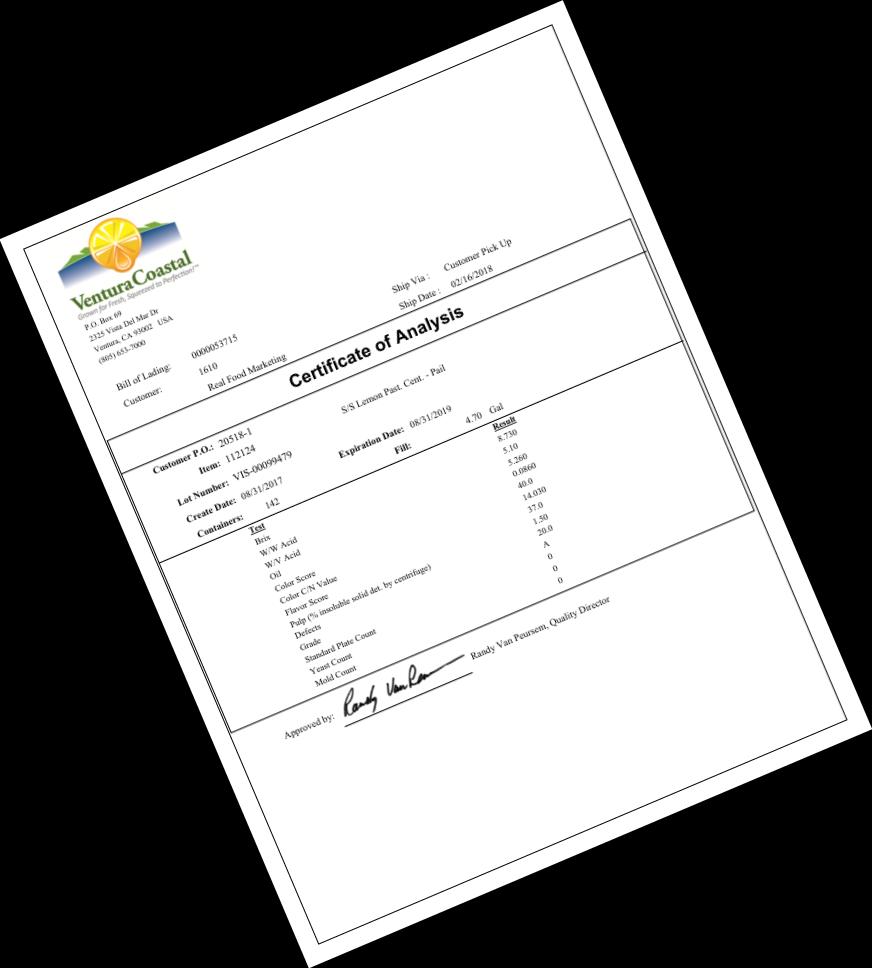 VenturaCoastal™
Grown for Fresh, Squeezed to Perfection!™
P.O. Box 69
2325 Vista Del Mar Dr
Ventura, CA 93002 USA
(805) 653-7000
Ship Via : Customer Pick Up
Ship Date : 02/16/2018
Bill of Lading: 0000053715
Customer: 1610
Real Food Marketing
Certificate of Analysis
Customer P.O.: 20518-1
Item: 112124 S/S Lemon Past. Cent. - Pail
Lot Number: VIS-00099479
Create Date: 08/31/2017 Expiration Date: 08/31/2019
Containers: 142 Fill: 4.70 Gal
Test Result
Brix 8.730
W/W Acid 5.10
W/V Acid 5.260
Oil 0.0860
Color Score 40.0
Color C/N Value 14.030
Flavor Score 37.0
Pulp (% insoluble solid det. by centrifuge) 1.50
Defects 20.0
Grade A
Standard Plate Count 0
Yeast Count 0
Mold Count 0
Approved by: Randy Van Peursem, Quality Director